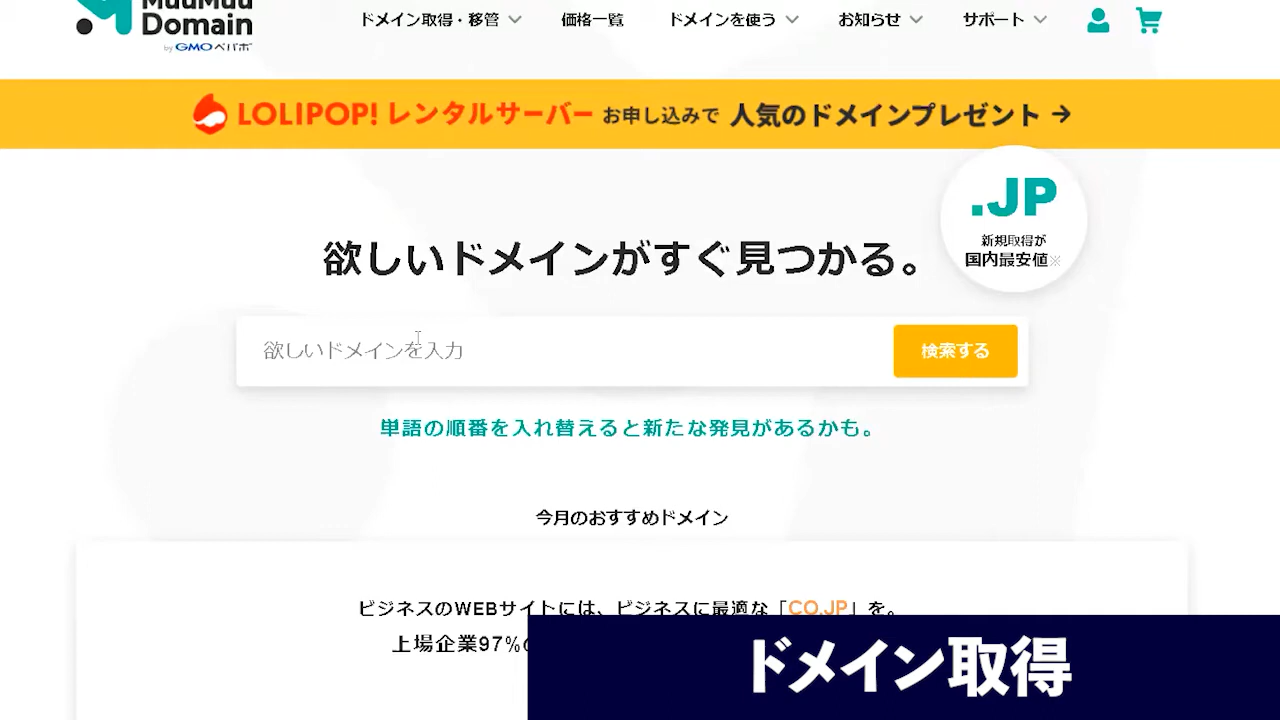 MuuMuu
Domain
by GMOペパボ
ドメイン取得・移管
価格一覧
ドメインを使う
お知らせ
サポート
LOLIPOP! レンタルサーバー お申し込みで 人気のドメインプレゼント →
.JP
新規取得が
国内最安値※
欲しいドメインがすぐ見つかる。
欲しいドメインを入力
検索する
単語の順番を入れ替えると新たな発見があるかも。
今月のおすすめドメイン
ビジネスのWEBサイトには、ビジネスに最適な「CO.JP」を。
上場企業97%の
ドメイン取得